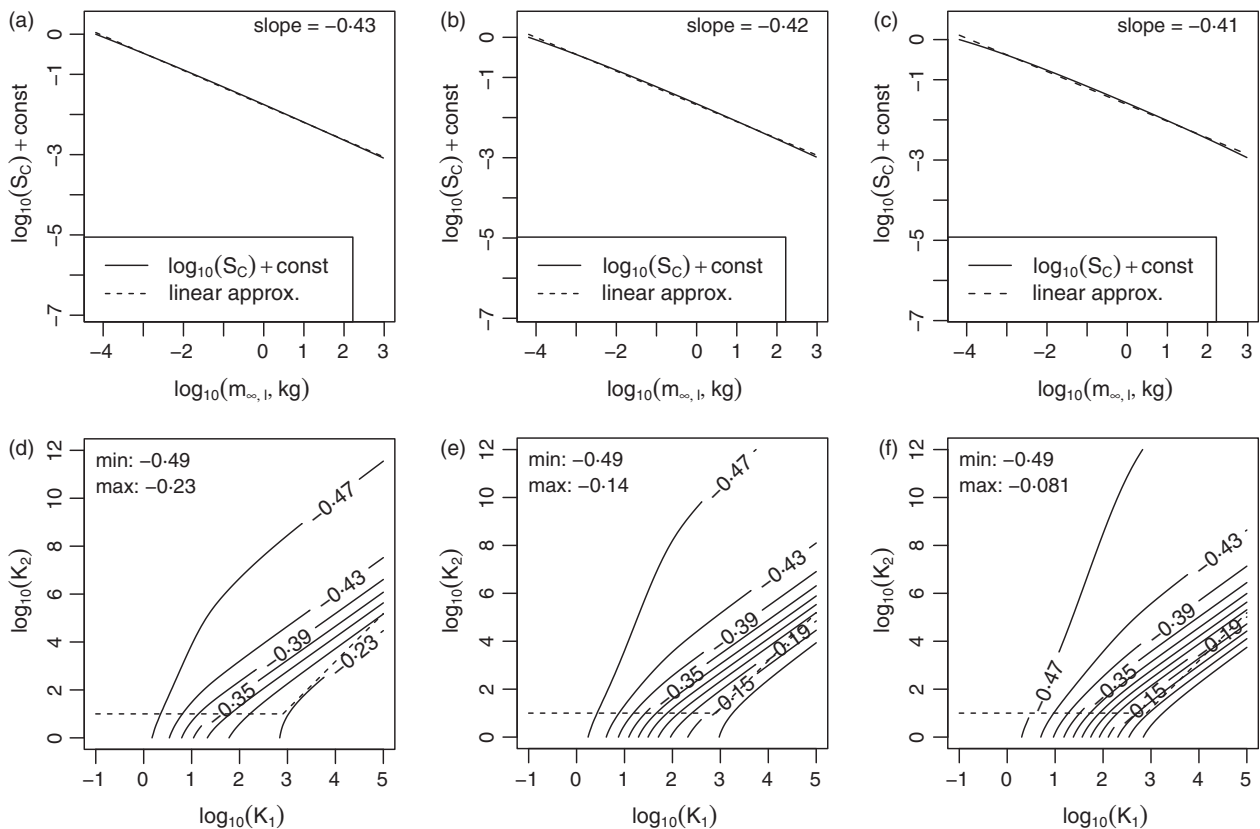 (a)
slope = −0·43
0
−1
−3
−5
−7
log10(SC) + const
log10(SC) + const
linear approx.
−4 −2 0 1 2 3
log10(m∞, I, kg)
(b)
slope = −0·42
0
−1
−3
−5
−7
log10(SC) + const
log10(SC) + const
linear approx.
−4 −2 0 1 2 3
log10(m∞, I, kg)
(c)
slope = −0·41
0
−1
−3
−5
−7
log10(SC) + const
log10(SC) + const
linear approx.
−4 −2 0 1 2 3
log10(m∞, I, kg)
(d)
min: −0·49
max: −0·23
12
10
8
6
4
2
0
log10(K2)
−0·47
−0·43
−0·39
−0·35
−0·23
−1 0 1 2 3 4 5
log10(K1)
(e)
min: −0·49
max: −0·14
12
10
8
6
4
2
0
log10(K2)
−0·47
−0·43
−0·39
−0·35
−0·19
−0·15
−1 0 1 2 3 4 5
log10(K1)
(f)
min: −0·49
max: −0·081
12
10
8
6
4
2
0
log10(K2)
−0·47
−0·43
−0·39
−0·35
−0·19
−0·15
−1 0 1 2 3 4 5
log10(K1)